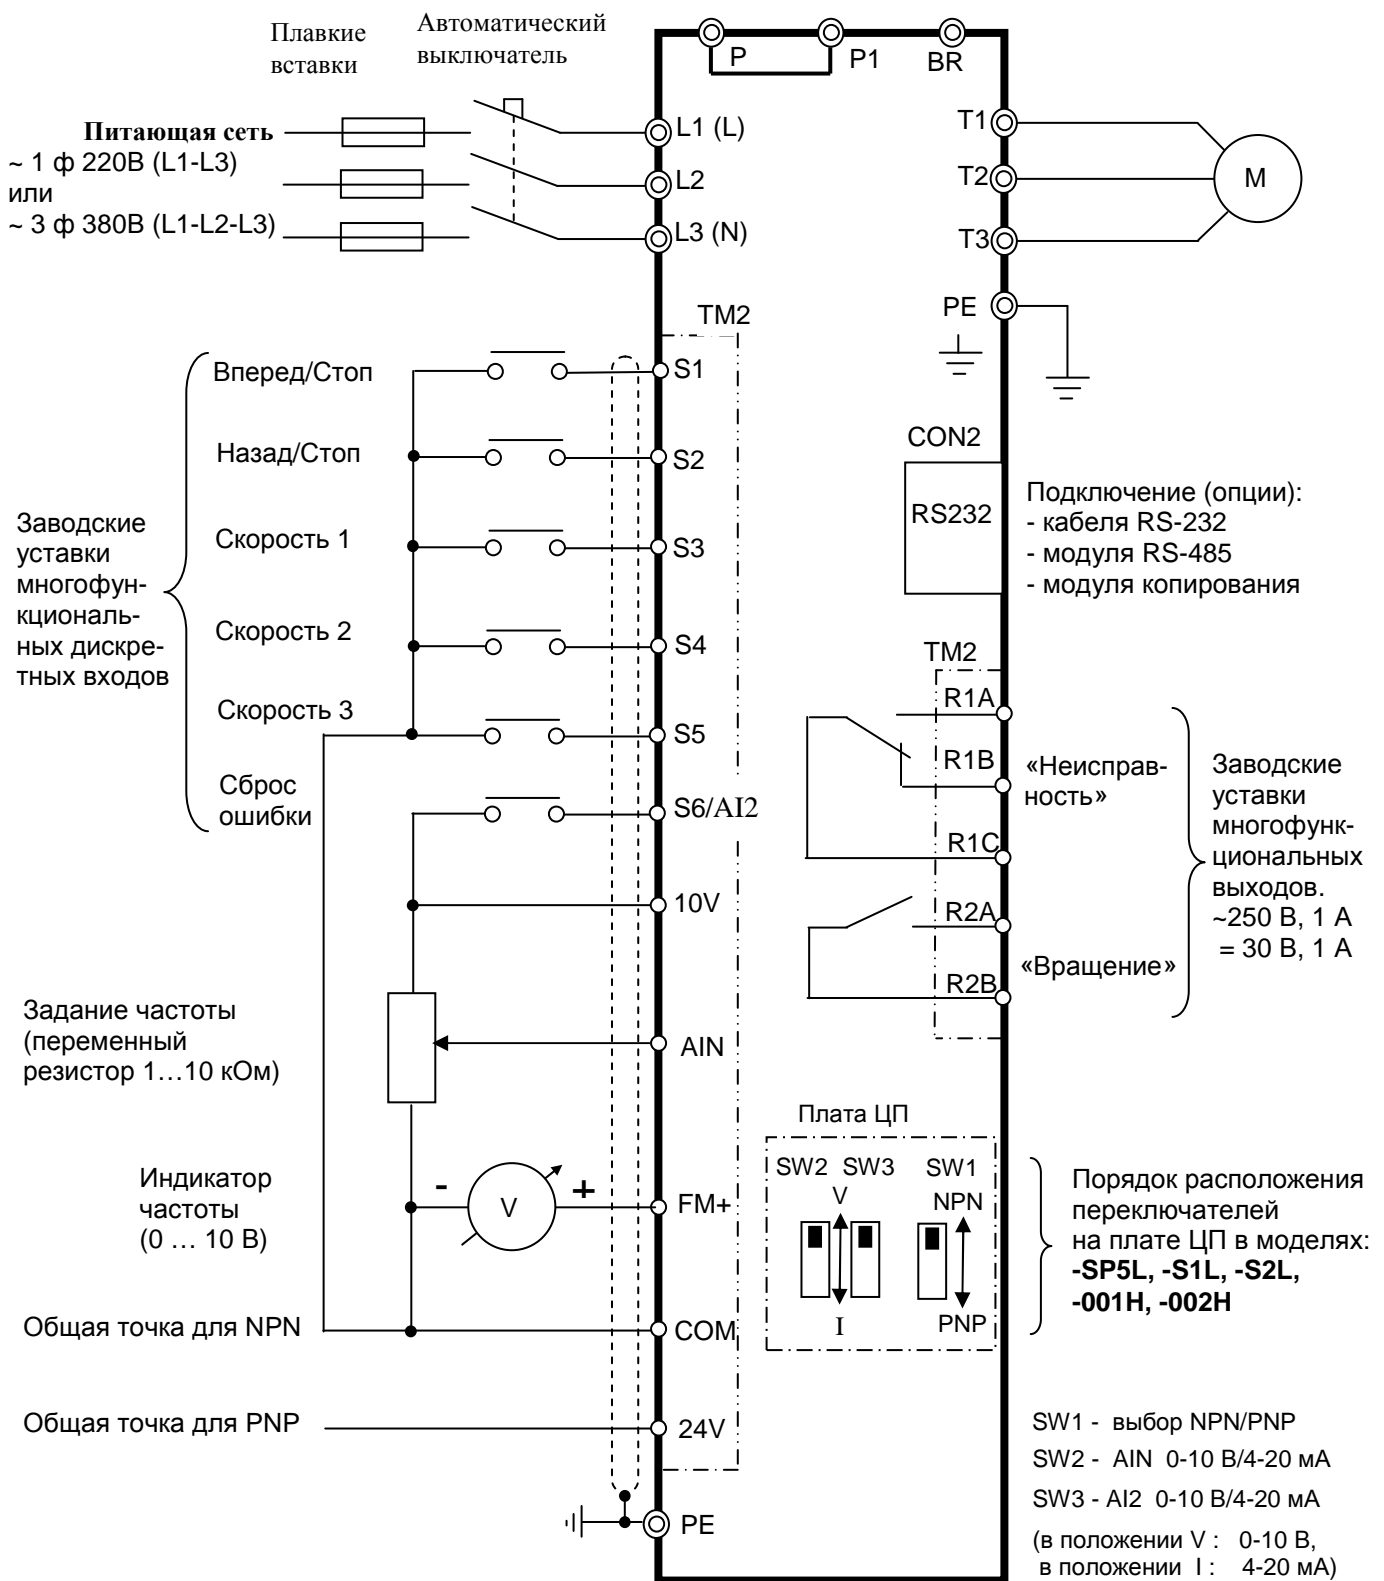 Плавкие
вставки
Автоматический
выключатель
P
P1
BR
Питающая сеть
~ 1 ф 220В (L1-L3)
или
~ 3 ф 380В (L1-L2-L3)
L1 (L)
L2
L3 (N)
T1
T2
T3
M
PE
TM2
Заводские
уставки
многофун-
кциональ-
ных дискре-
тных входов
Вперед/Стоп
S1
Назад/Стоп
S2
Скорость 1
S3
Скорость 2
S4
Скорость 3
S5
Сброс
ошибки
S6/AI2
10V
Задание частоты
(переменный
резистор 1…10 кОм)
AIN
Индикатор
частоты
(0 … 10 В)
-
V
+
FM+
Общая точка для NPN
COM
Общая точка для PNP
24V
PE
CON2
RS232
Подключение (опции):
- кабеля RS-232
- модуля RS-485
- модуля копирования
TM2
R1A
R1B
R1C
R2A
R2B
«Неисправ-
ность»
«Вращение»
Заводские
уставки
многофунк-
циональных
выходов.
~250 В, 1 А
= 30 В, 1 А
Плата ЦП
SW2 SW3 SW1
V
NPN
I
PNP
Порядок расположения
переключателей
на плате ЦП в моделях:
-SP5L, -S1L, -S2L,
-001H, -002H
SW1 - выбор NPN/PNP
SW2 - AIN 0-10 В/4-20 мА
SW3 - AI2 0-10 В/4-20 мА
(в положении V : 0-10 В,
в положении I : 4-20 мА)